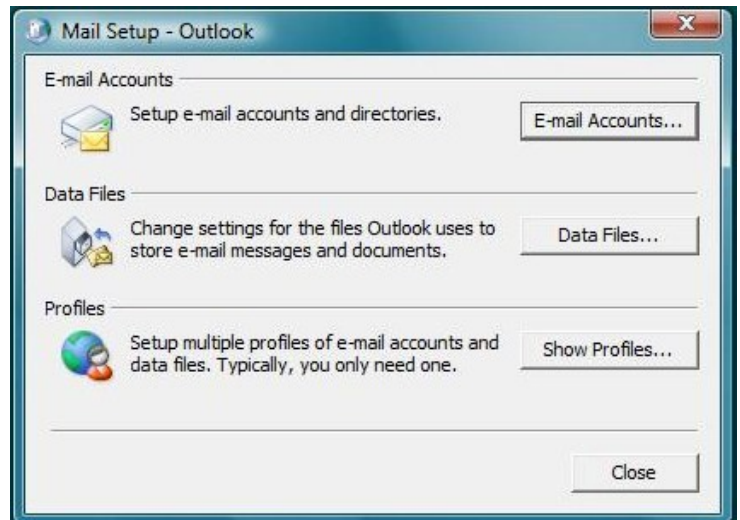 Mail Setup - Outlook
E-mail Accounts
Setup e-mail accounts and directories.
E-mail Accounts...
Data Files
Change settings for the files Outlook uses to
store e-mail messages and documents.
Data Files...
Profiles
Setup multiple profiles of e-mail accounts and
data files. Typically, you only need one.
Show Profiles...
Close